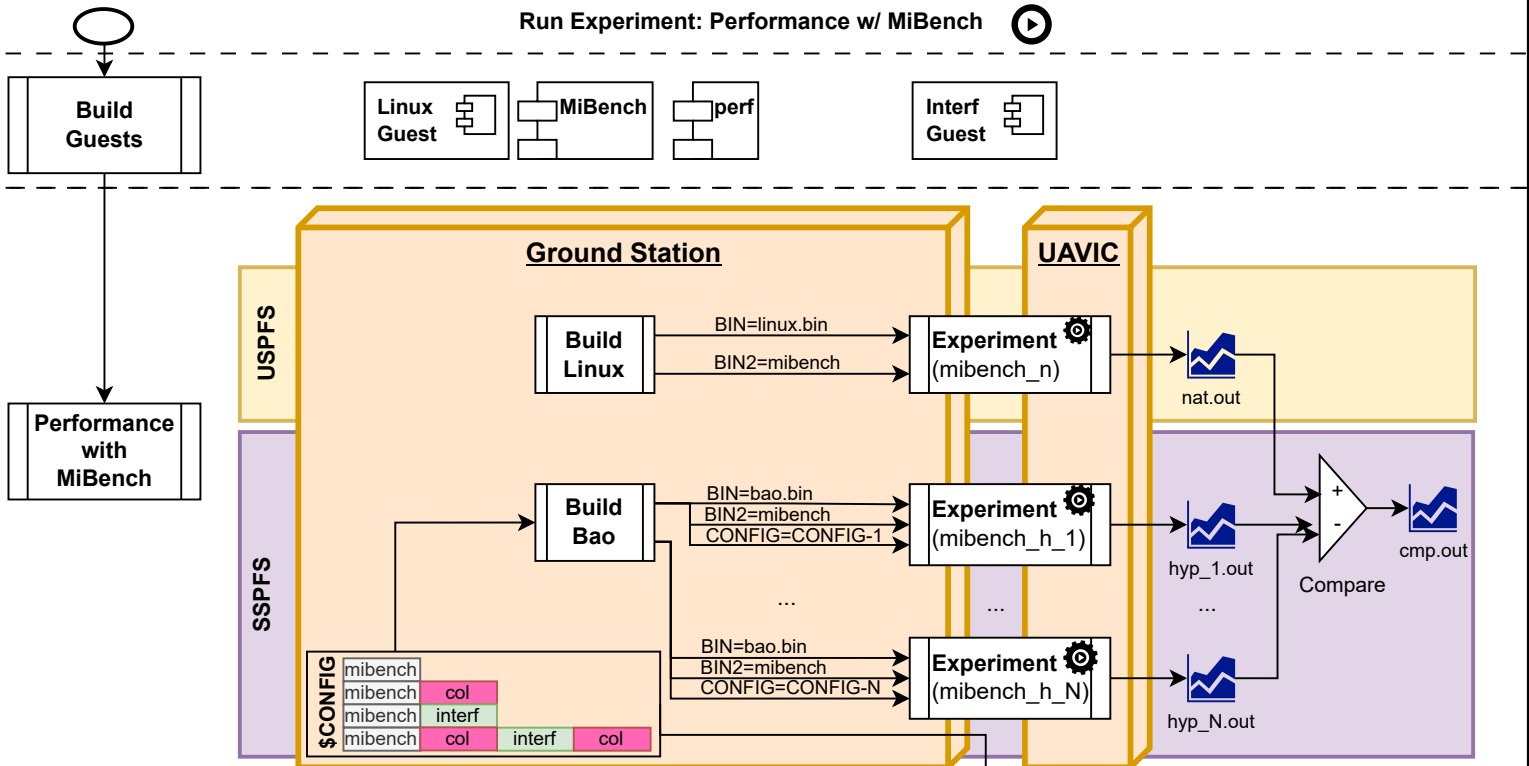 Run Experiment: Performance w/ MiBench
Build
Guests
Linux
Guest
MiBench
perf
Interf
Guest
Performance
with
MiBench
Ground Station
UAVIC
USPFS
Build
Linux
BIN=linux.bin
BIN2=mibench
Experiment
(mibench_n)
nat.out
SSPFS
Build
Bao
BIN=bao.bin
BIN2=mibench
CONFIG=CONFIG-1
Experiment
(mibench_h_1)
hyp_1.out
+
-
Compare
cmp.out
...
...
...
BIN=bao.bin
BIN2=mibench
CONFIG=CONFIG-N
Experiment
(mibench_h_N)
hyp_N.out
$CONFIG
mibench
mibench col
mibench interf
mibench col interf col